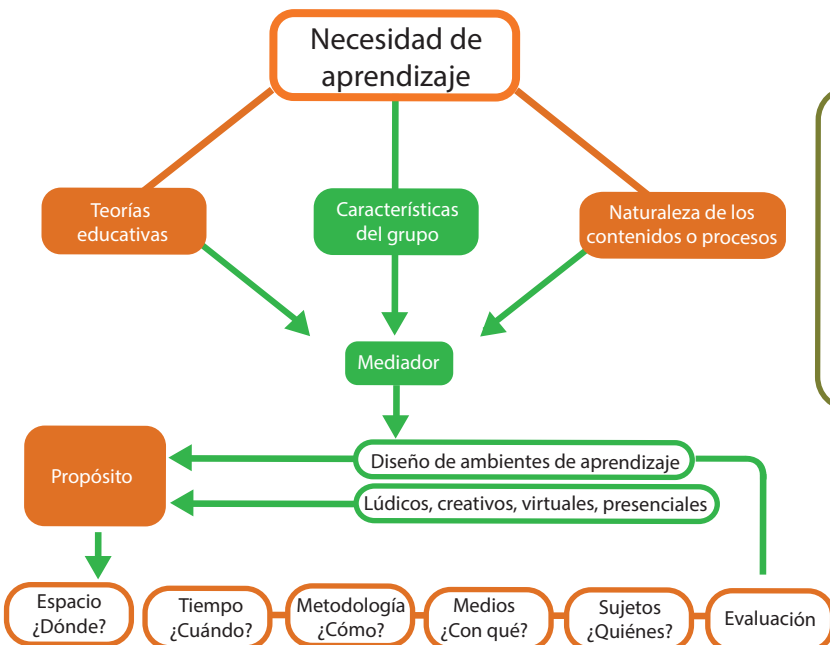 Necesidad de
aprendizaje
Teorías
educativas
Características
del grupo
Naturaleza de los
contenidos o procesos
Mediador
Propósito
Diseño de ambientes de aprendizaje
Lúdicos, creativos, virtuales, presenciales
Espacio
¿Dónde?
Tiempo
¿Cuándo?
Metodología
¿Cómo?
Medios
¿Con qué?
Sujetos
¿Quiénes?
Evaluación